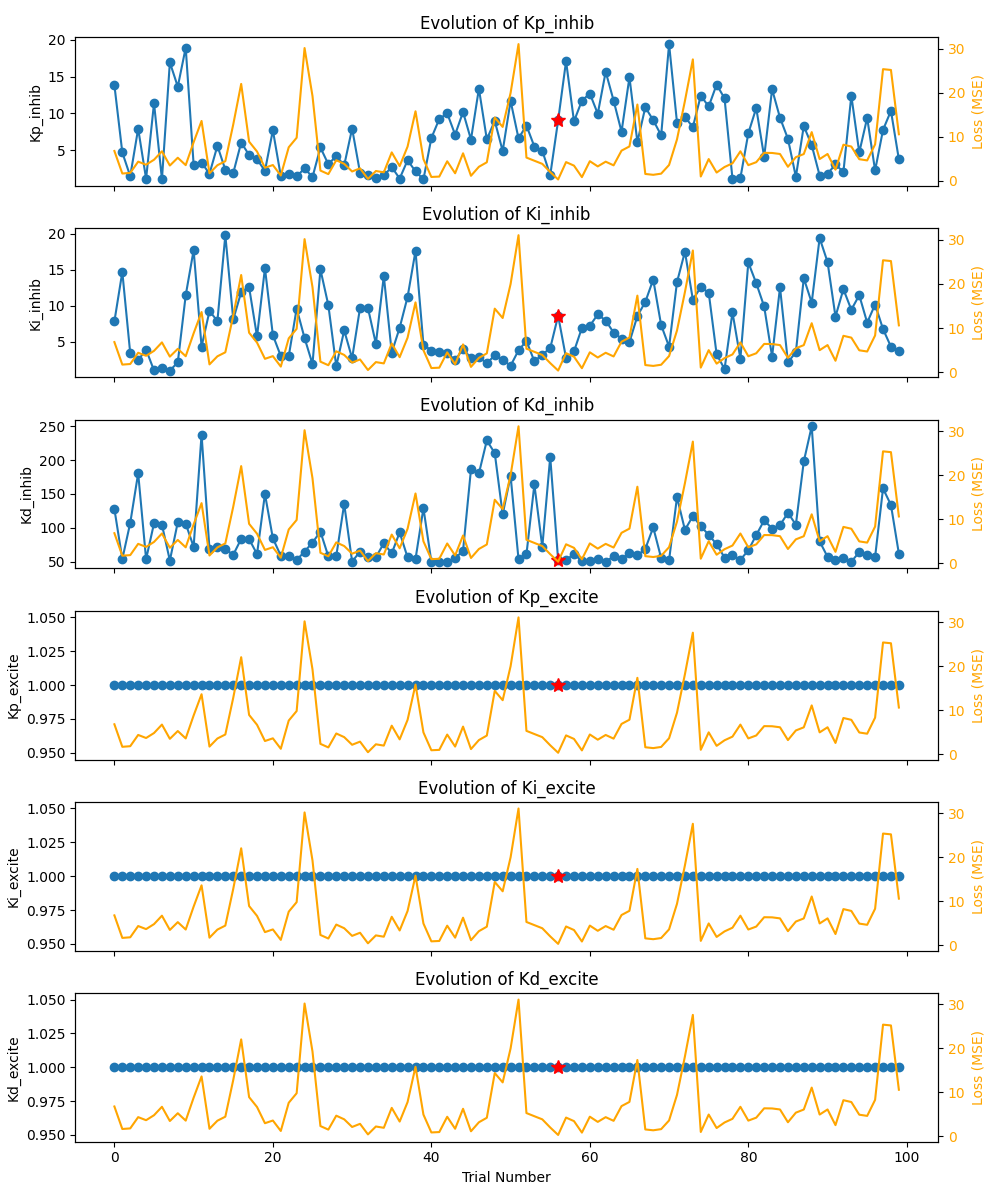 Evolution of Kp_inhib
20
15
10
5
Kp_inhib
30
20
10
0
Loss (MSE)
Evolution of Ki_inhib
20
15
10
5
Ki_inhib
30
20
10
0
Loss (MSE)
Evolution of Kd_inhib
250
200
150
100
50
Kd_inhib
30
20
10
0
Loss (MSE)
Evolution of Kp_excite
1.050
1.025
1.000
0.975
0.950
Kp_excite
30
20
10
0
Loss (MSE)
Evolution of Ki_excite
1.050
1.025
1.000
0.975
0.950
Ki_excite
30
20
10
0
Loss (MSE)
Evolution of Kd_excite
1.050
1.025
1.000
0.975
0.950
Kd_excite
30
20
10
0
Loss (MSE)
0 20 40 60 80 100
Trial Number